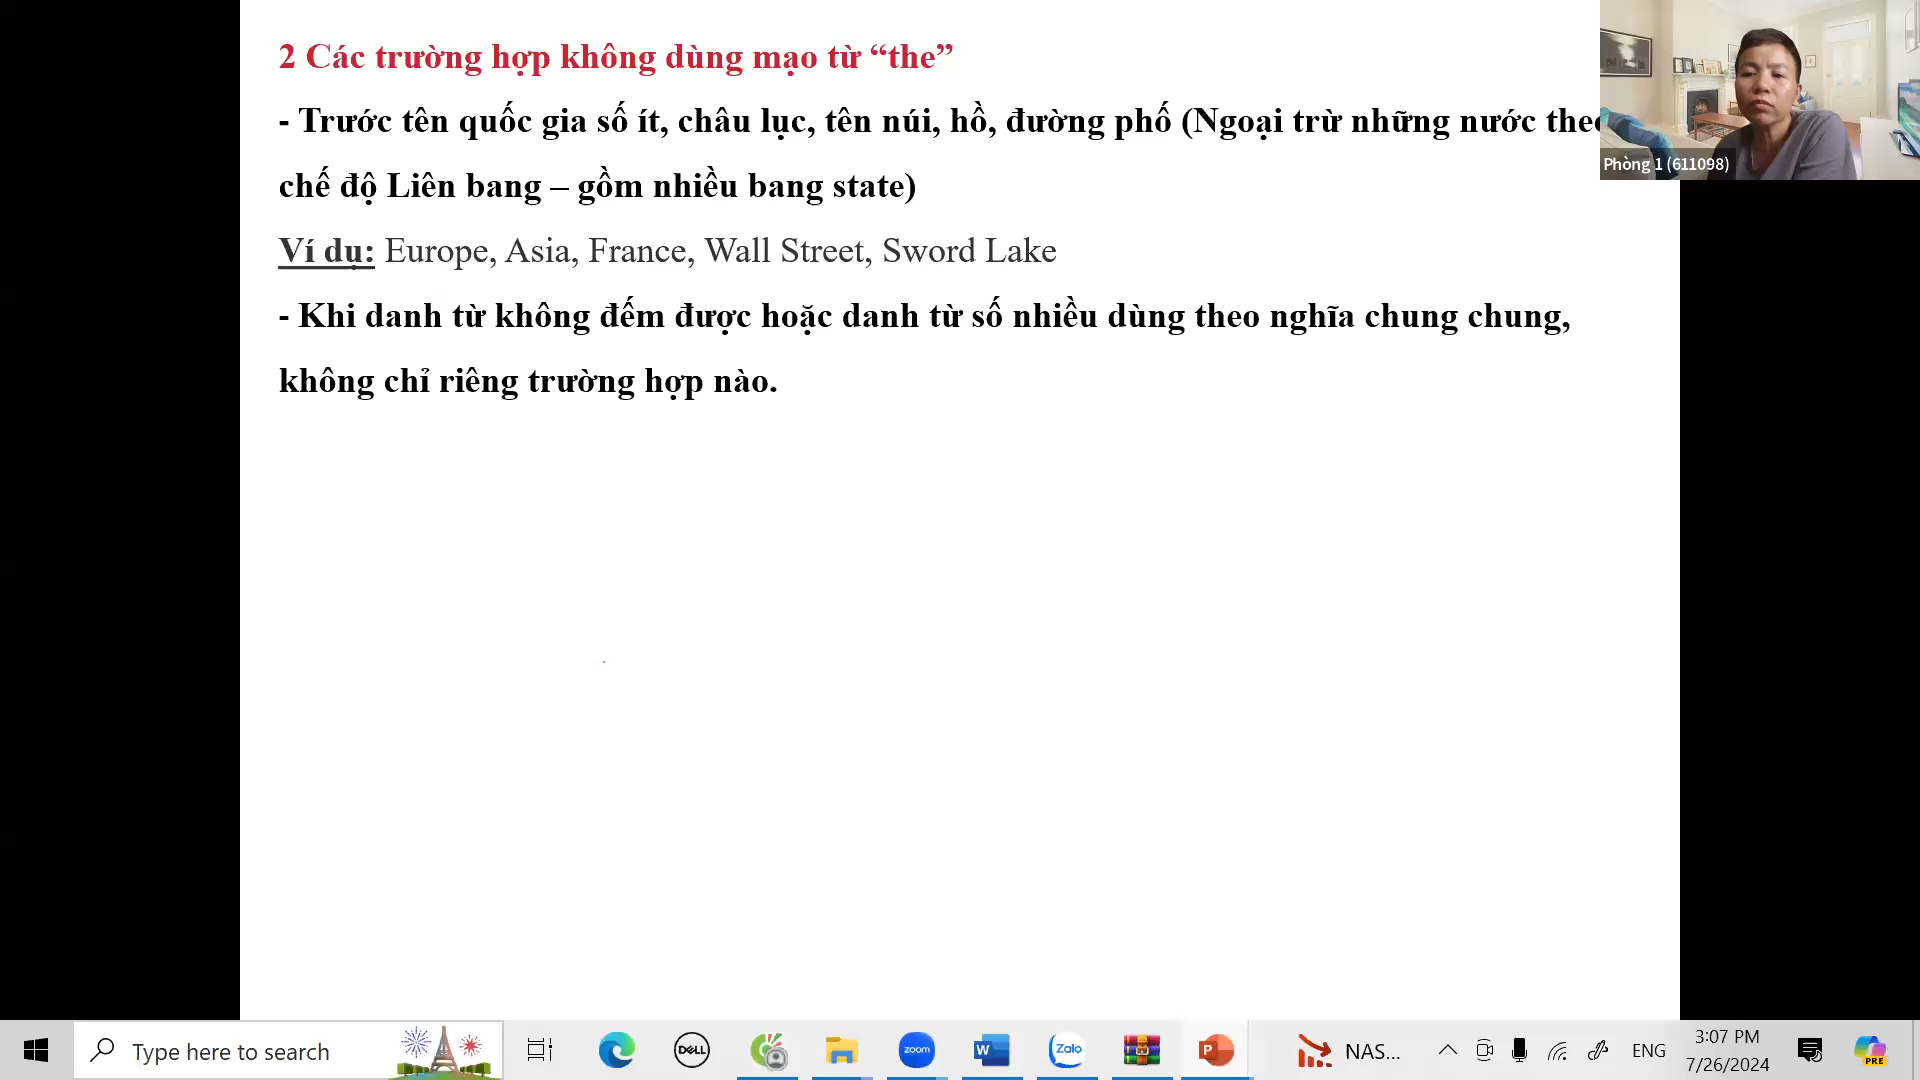 2 Các trường hợp không dùng mạo từ “the”
- Trước tên quốc gia số ít, châu lục, tên núi, hồ, đường phố (Ngoại trừ những nước theo
chế độ Liên bang – gồm nhiều bang state)
Ví dụ: Europe, Asia, France, Wall Street, Sword Lake
- Khi danh từ không đếm được hoặc danh từ số nhiều dùng theo nghĩa chung chung,
không chỉ riêng trường hợp nào.
Phòng 1 (611098)
Type here to search
DELL
zoom
W
Zalo
P
NAS...
ENG
3:07 PM
7/26/2024
PRE